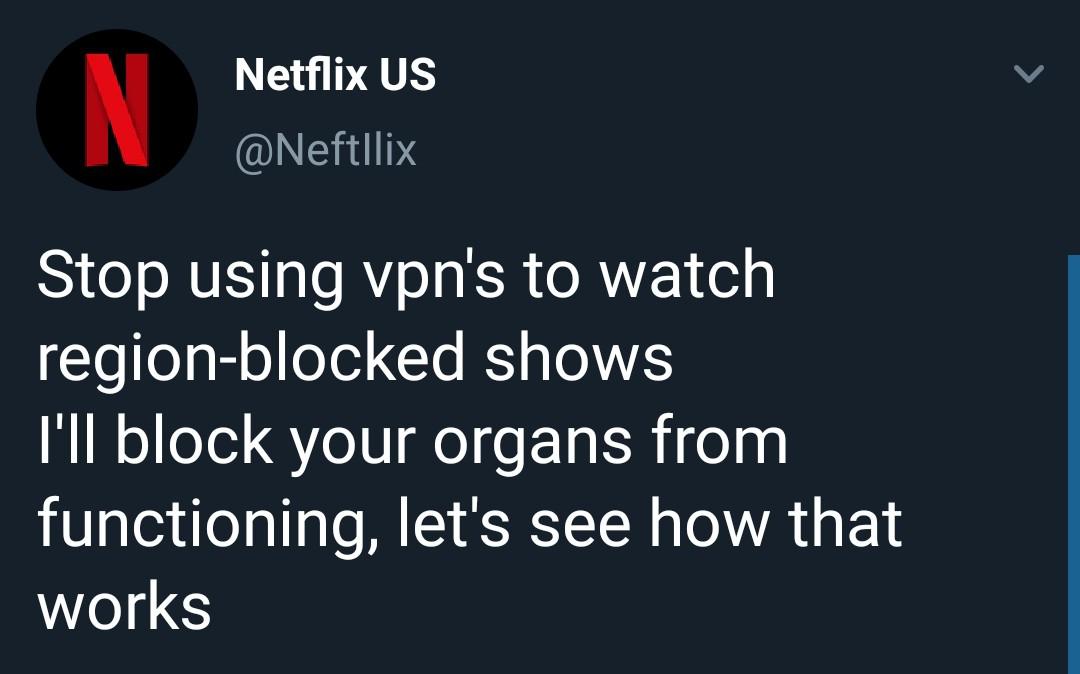 N
Netflix US
@NeftIlix
Stop using vpn's to watch
region-blocked shows
I'll block your organs from
functioning, let's see how that
works